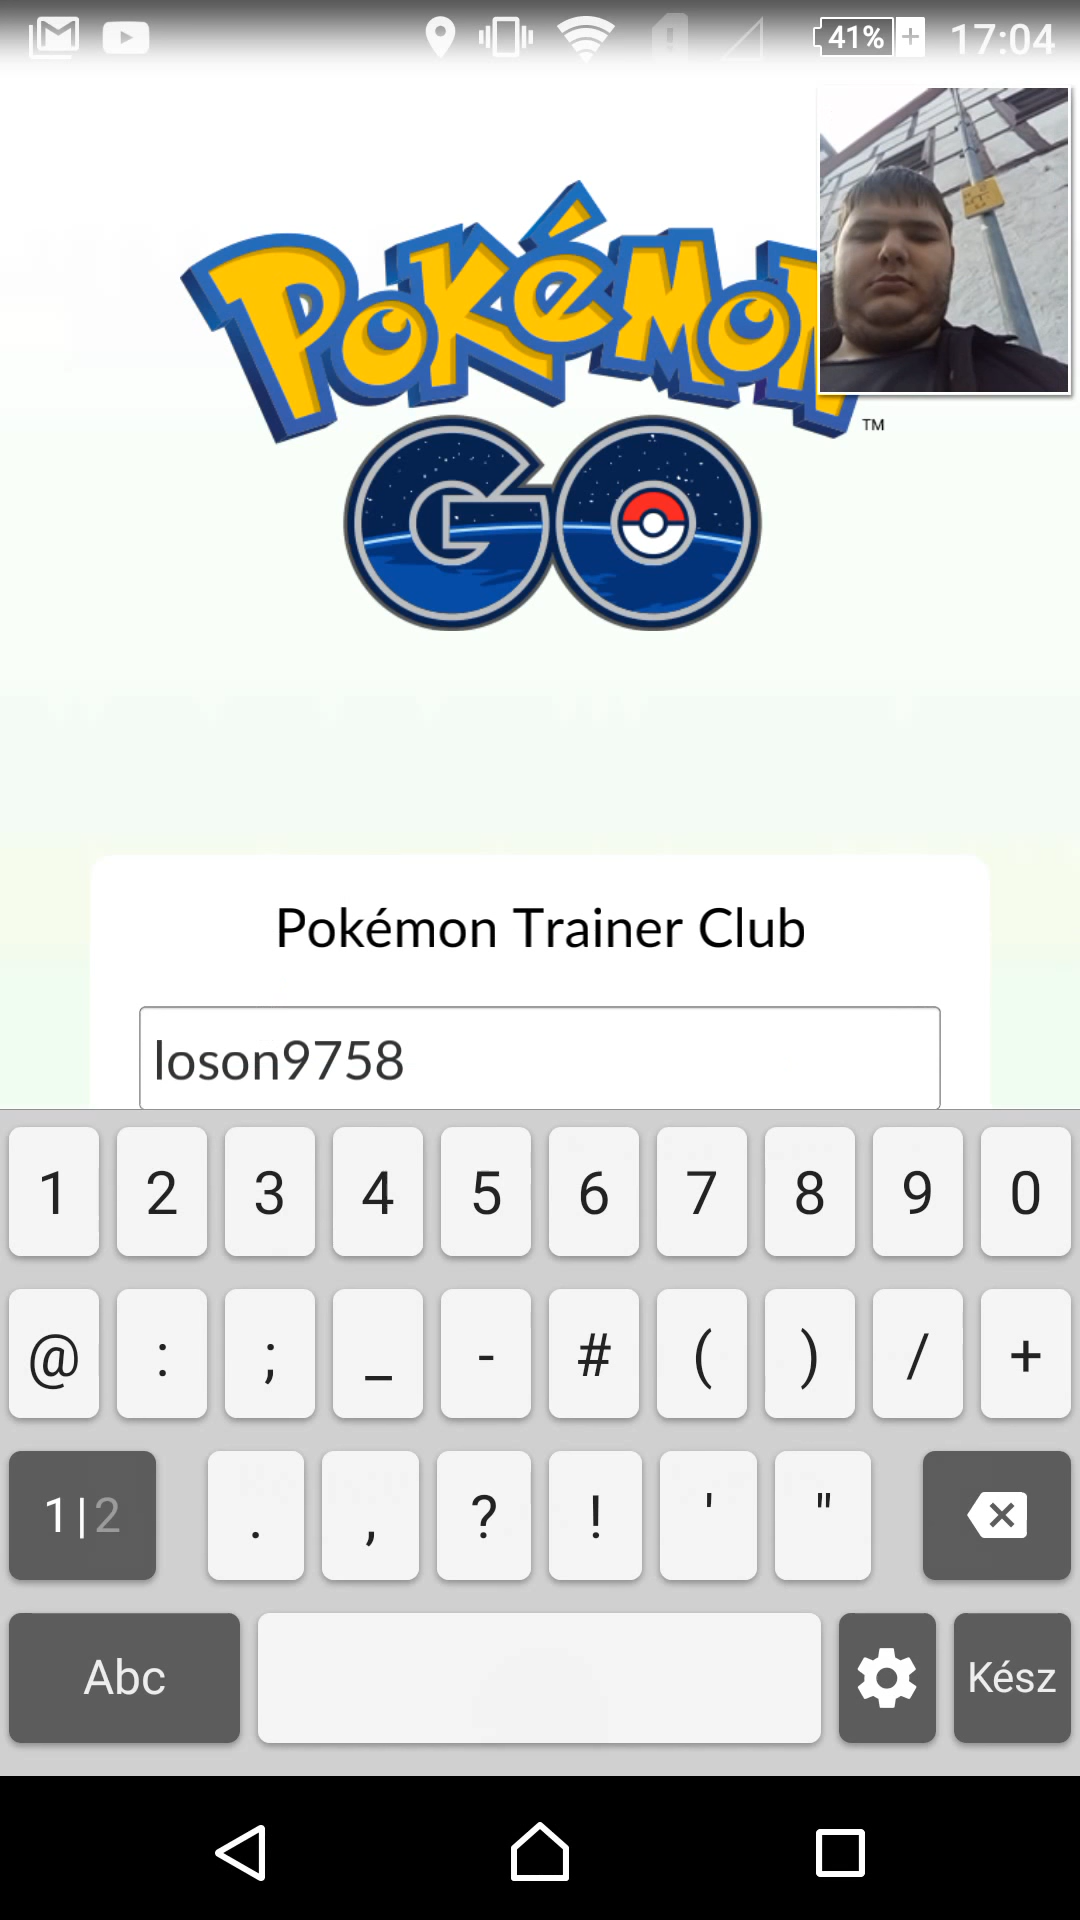 41% 17:04
Pokémon
™
GO
Pokémon Trainer Club
loson9758
1 2 3 4 5 6 7 8 9 0
@ : ; _ - # ( ) / +
1|2 . , ? ! ' "
Abc Kész